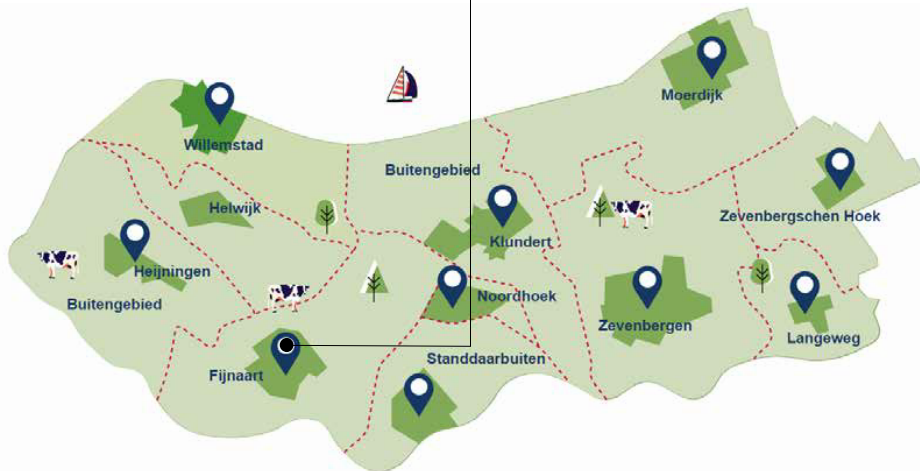 Moerdijk
Willemstad
Buitengebied
Helwijk
Zevenbergschen Hoek
Klundert
Heijningen
Buitengebied
Noordhoek
Zevenbergen
Langeweg
Standdaarbuiten
Fijnaart